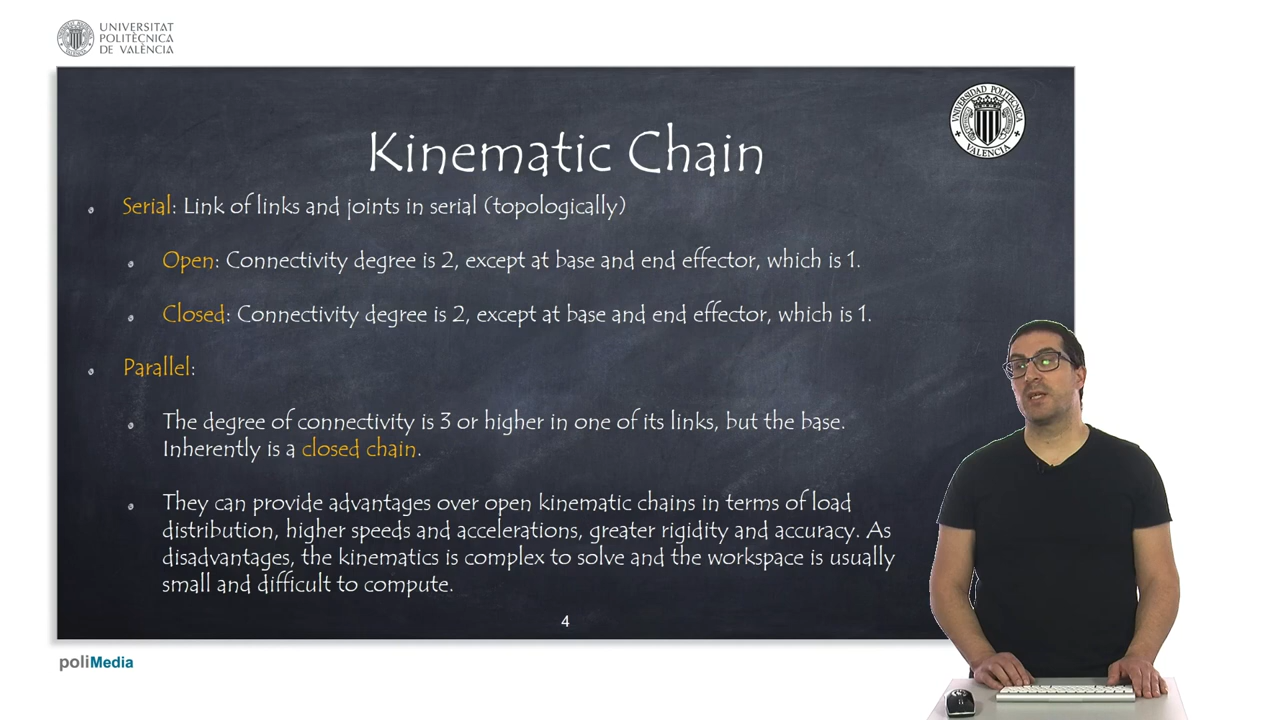 UNIVERSITAT
POLITÈCNICA
DE VALÈNCIA
UNIVERSIDAD POLITECNICA
VALENCIA
Kinematic Chain
Serial: Link of links and joints in serial (topologically)
Open: Connectivity degree is 2, except at base and end effector, which is 1.
Closed: Connectivity degree is 2, except at base and end effector, which is 1.
Parallel:
The degree of connectivity is 3 or higher in one of its links, but the base.
Inherently is a closed chain.
They can provide advantages over open kinematic chains in terms of load
distribution, higher speeds and accelerations, greater rigidity and accuracy. As
disadvantages, the kinematics is complex to solve and the workspace is usually
small and difficult to compute.
4
poliMedia